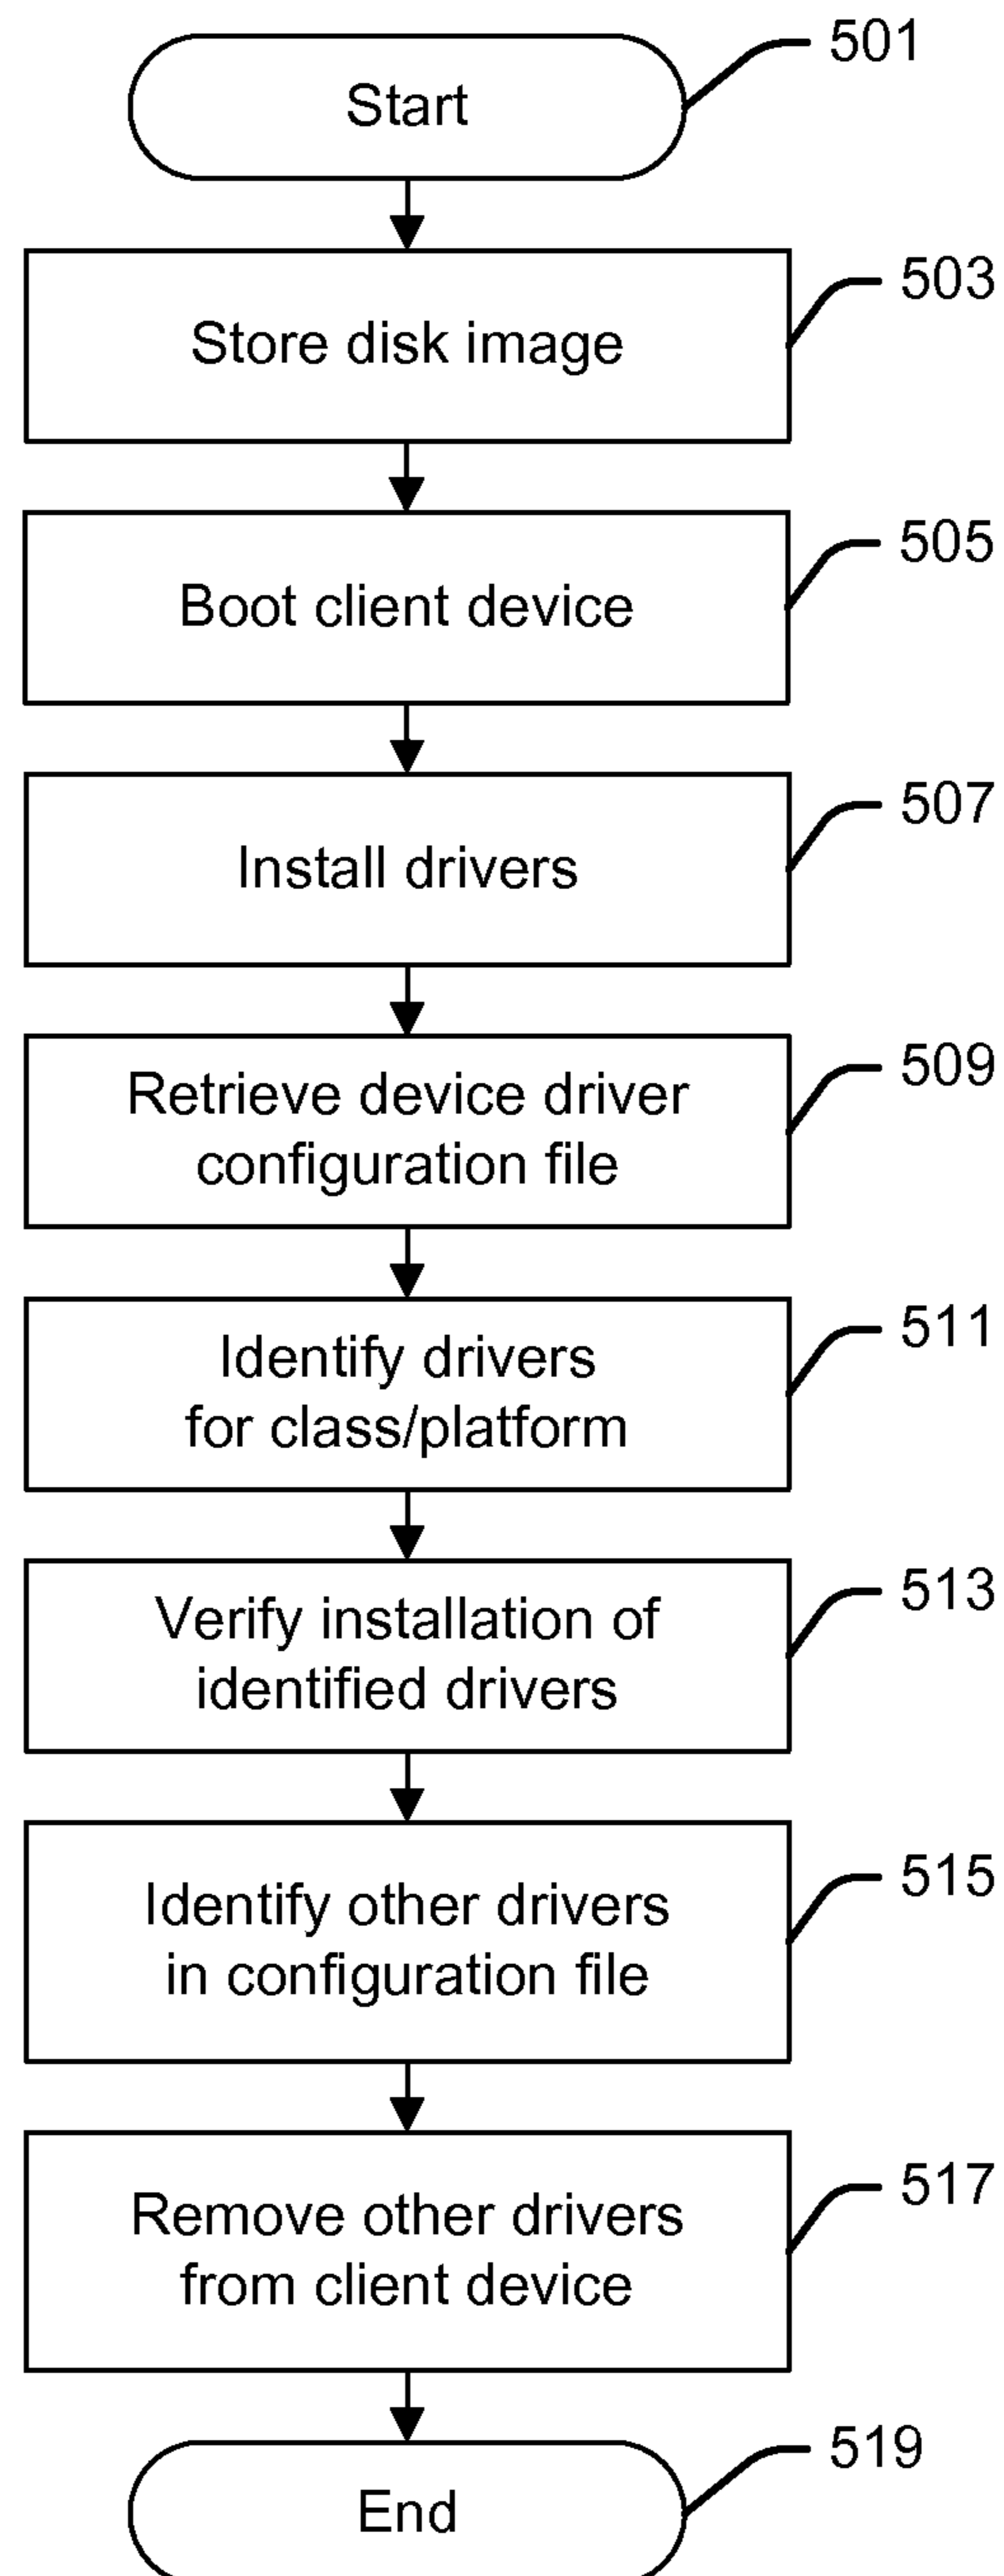 501
Start
503
Store disk image
505
Boot client device
507
Install drivers
509
Retrieve device driver
configuration file
511
Identify drivers
for class/platform
513
Verify installation of
identified drivers
515
Identify other drivers
in configuration file
517
Remove other drivers
from client device
519
End